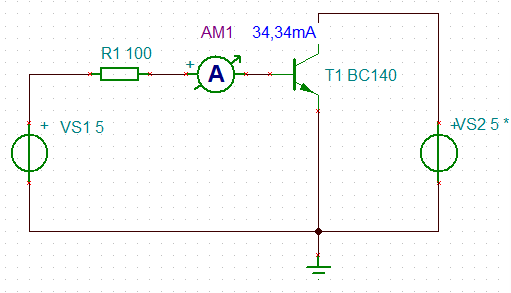 AM1 34,34mA
R1 100
+
A
T1 BC140
+ VS1 5
+VS2 5 *